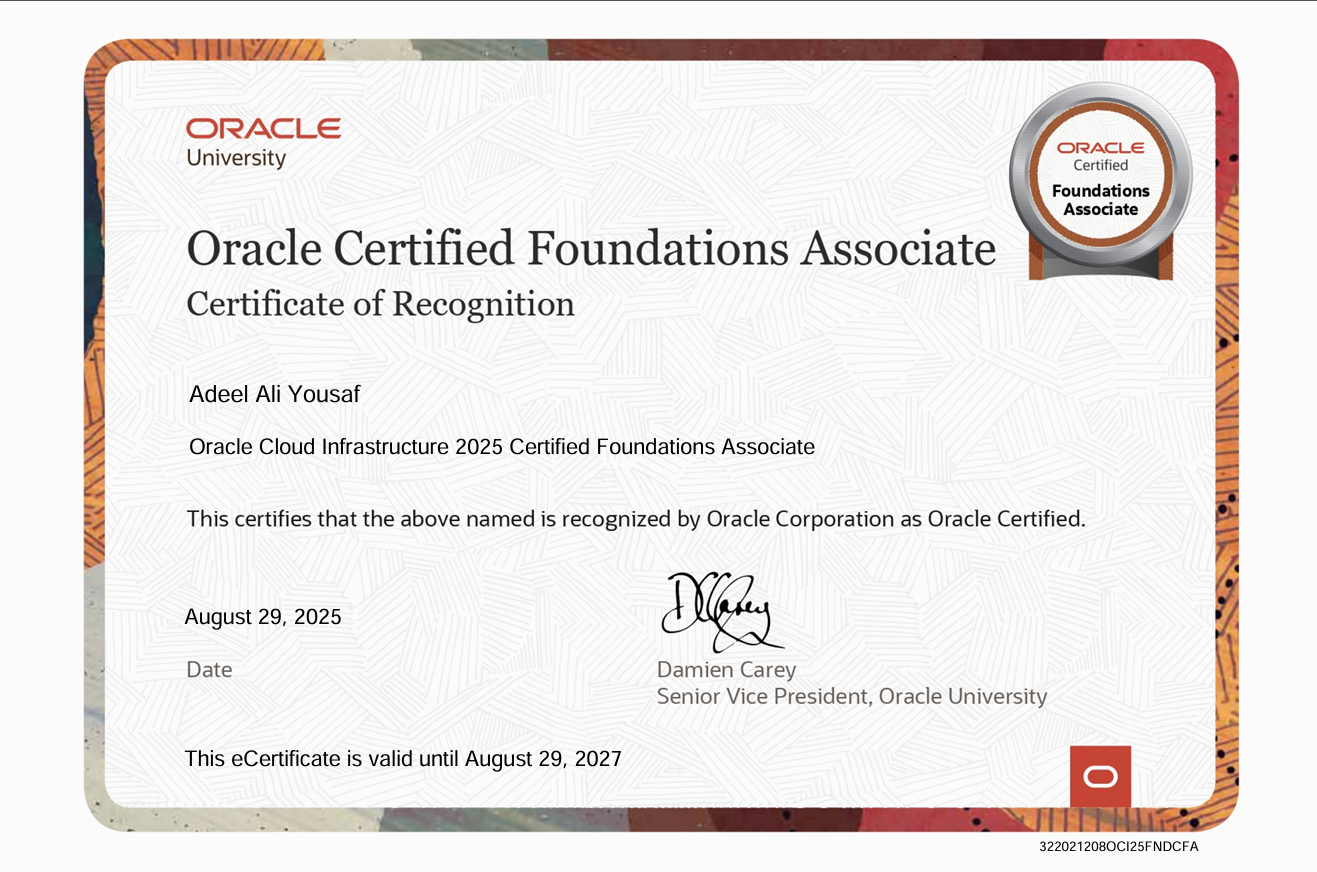 ORACLE
University
ORACLE
Certified
Foundations
Associate
Oracle Certified Foundations Associate
Certificate of Recognition
Adeel Ali Yousaf
Oracle Cloud Infrastructure 2025 Certified Foundations Associate
This certifies that the above named is recognized by Oracle Corporation as Oracle Certified.
DCarey
August 29, 2025
Date
Damien Carey
Senior Vice President, Oracle University
This eCertificate is valid until August 29, 2027
322021208OCI25FNDCFA